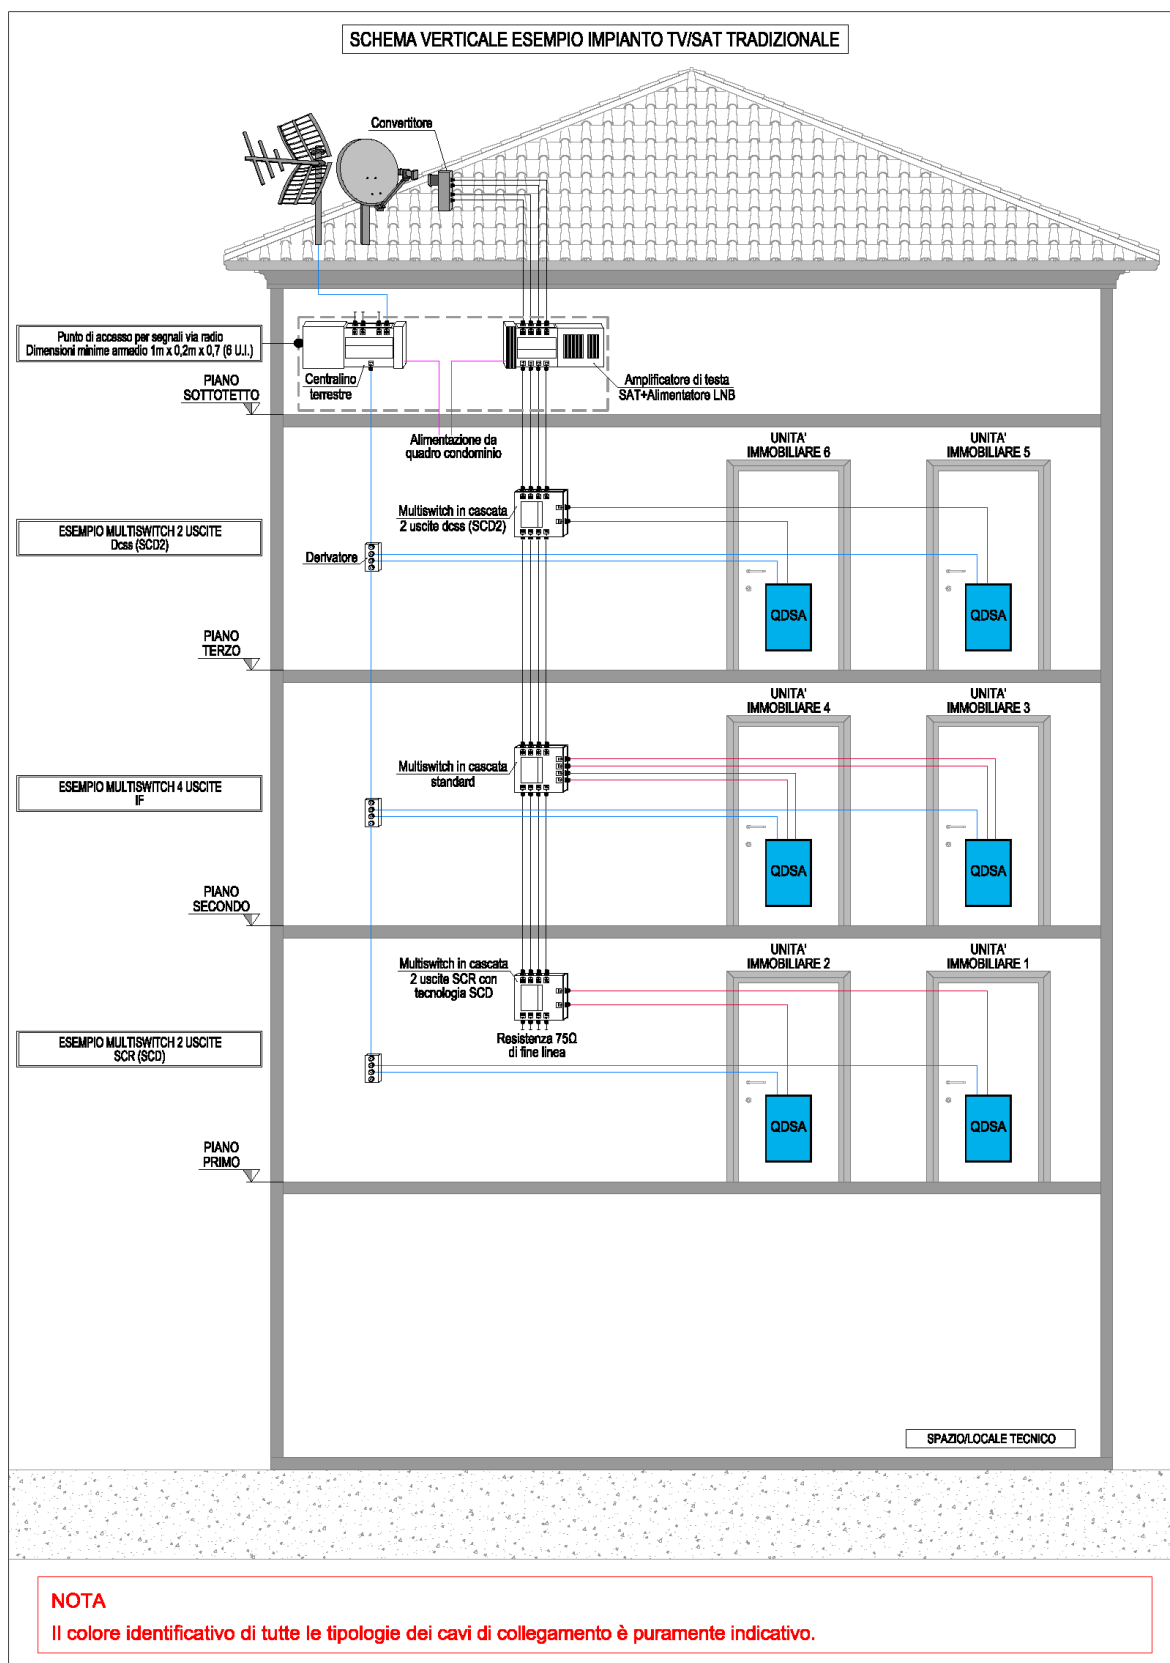 SCHEMA VERTICALE ESEMPIO IMPIANTO TV/SAT TRADIZIONALE
Convertitore
Punto di accesso per segnali via radio
Dimensioni minime armadio 1m x 0,2m x 0,7 (6 U.I.)
Centralino
terrestre
Amplificatore di testa
SAT+Alimentatore LNB
PIANO
SOTTOTETTO
Alimentazione da
quadro condominio
UNITA'
IMMOBILIARE 6
UNITA'
IMMOBILIARE 5
Multiswitch in cascata
2 uscite dcss (SCD2)
ESEMPIO MULTISWITCH 2 USCITE
Dcss (SCD2)
Derivatore
QDSA
QDSA
PIANO
TERZO
UNITA'
IMMOBILIARE 4
UNITA'
IMMOBILIARE 3
Multiswitch in cascata
standard
ESEMPIO MULTISWITCH 4 USCITE
IF
QDSA
QDSA
PIANO
SECONDO
UNITA'
IMMOBILIARE 2
UNITA'
IMMOBILIARE 1
Multiswitch in cascata
2 uscite SCR con
tecnologia SCD
Resistenza 75Ω
di fine linea
ESEMPIO MULTISWITCH 2 USCITE
SCR (SCD)
QDSA
QDSA
PIANO
PRIMO
SPAZIO/LOCALE TECNICO
NOTA
Il colore identificativo di tutte le tipologie dei cavi di collegamento è puramente indicativo.